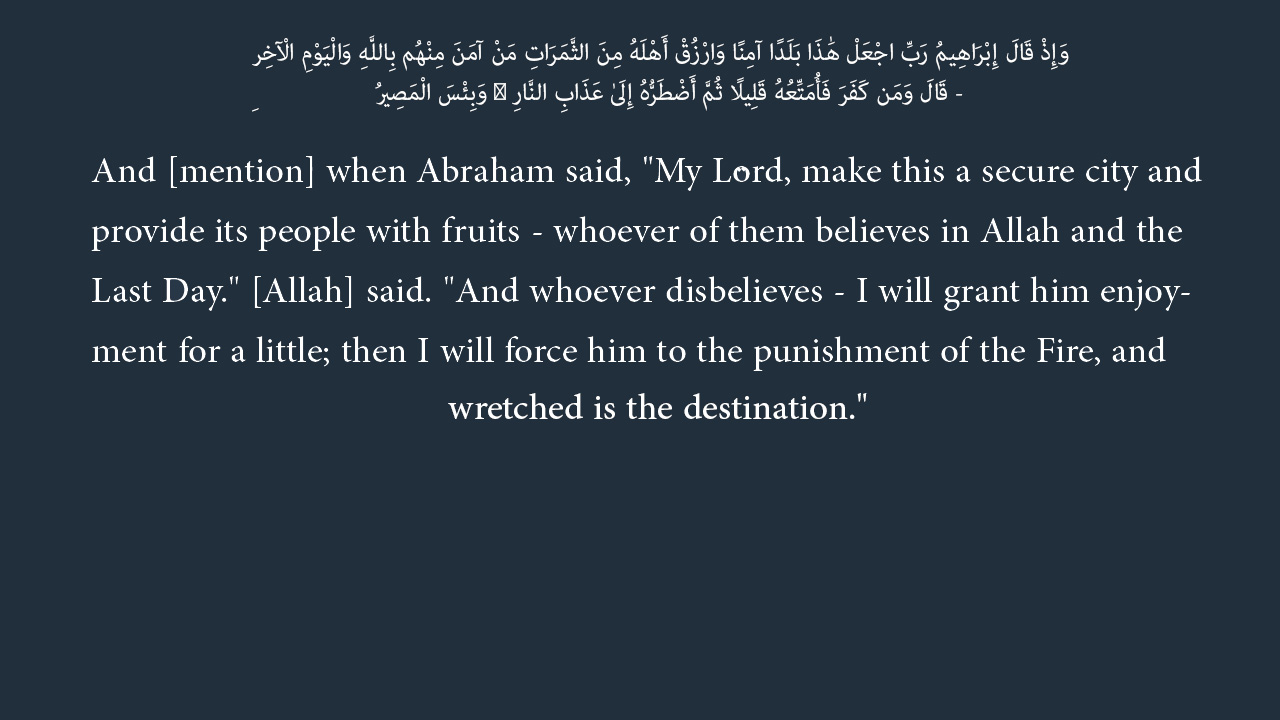 وَإِذْ قَالَ إِبْرَاهِيمُ رَبِّ اجْعَلْ هَٰذَا بَلَدًا آمِنًا وَارْزُقْ أَهْلَهُ مِنَ الثَّمَرَاتِ مَنْ آمَنَ مِنْهُم بِاللَّهِ وَالْيَوْمِ الْآخِرِ
- قَالَ وَمَن كَفَرَ فَأُمَتِّعُهُ قَلِيلًا ثُمَّ أَضْطَرُّهُ إِلَىٰ عَذَابِ النَّارِ ۖ وَبِئْسَ الْمَصِيرُ
And [mention] when Abraham said, "My Lord, make this a secure city and
provide its people with fruits - whoever of them believes in Allah and the
Last Day." [Allah] said. "And whoever disbelieves - I will grant him enjoy-
ment for a little; then I will force him to the punishment of the Fire, and
wretched is the destination."